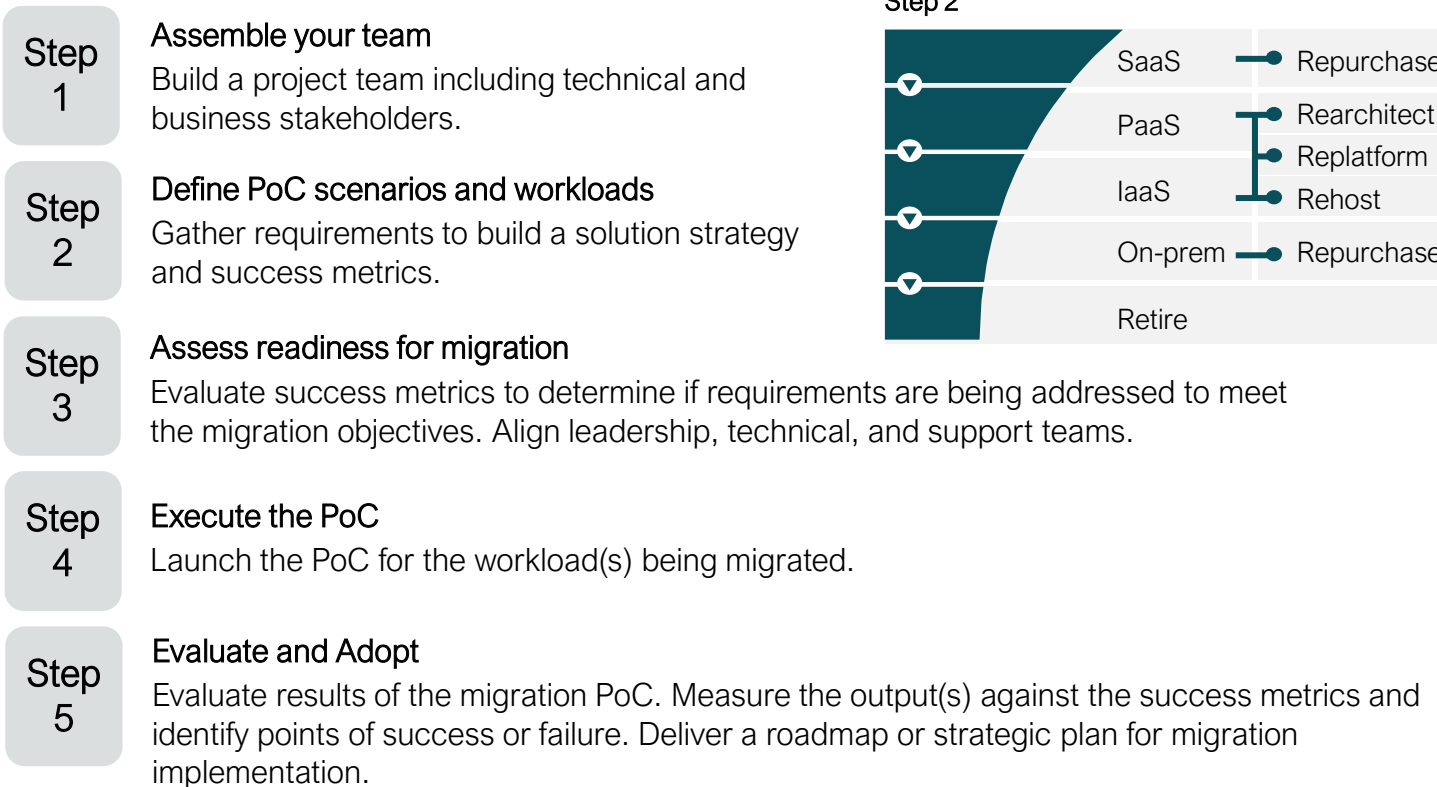 Step 1
Assemble your team
Build a project team including technical and
business stakeholders.
Step 2
Define PoC scenarios and workloads
Gather requirements to build a solution strategy
and success metrics.
Step 3
Assess readiness for migration
Evaluate success metrics to determine if requirements are being addressed to meet
the migration objectives. Align leadership, technical, and support teams.
Step 4
Execute the PoC
Launch the PoC for the workload(s) being migrated.
Step 5
Evaluate and Adopt
Evaluate results of the migration PoC. Measure the output(s) against the success metrics and
identify points of success or failure. Deliver a roadmap or strategic plan for migration
implementation.
Step 2
SaaS
Repurchase
PaaS
Rearchitect
Replatform
IaaS
Rehost
On-prem
Repurchase
Retire